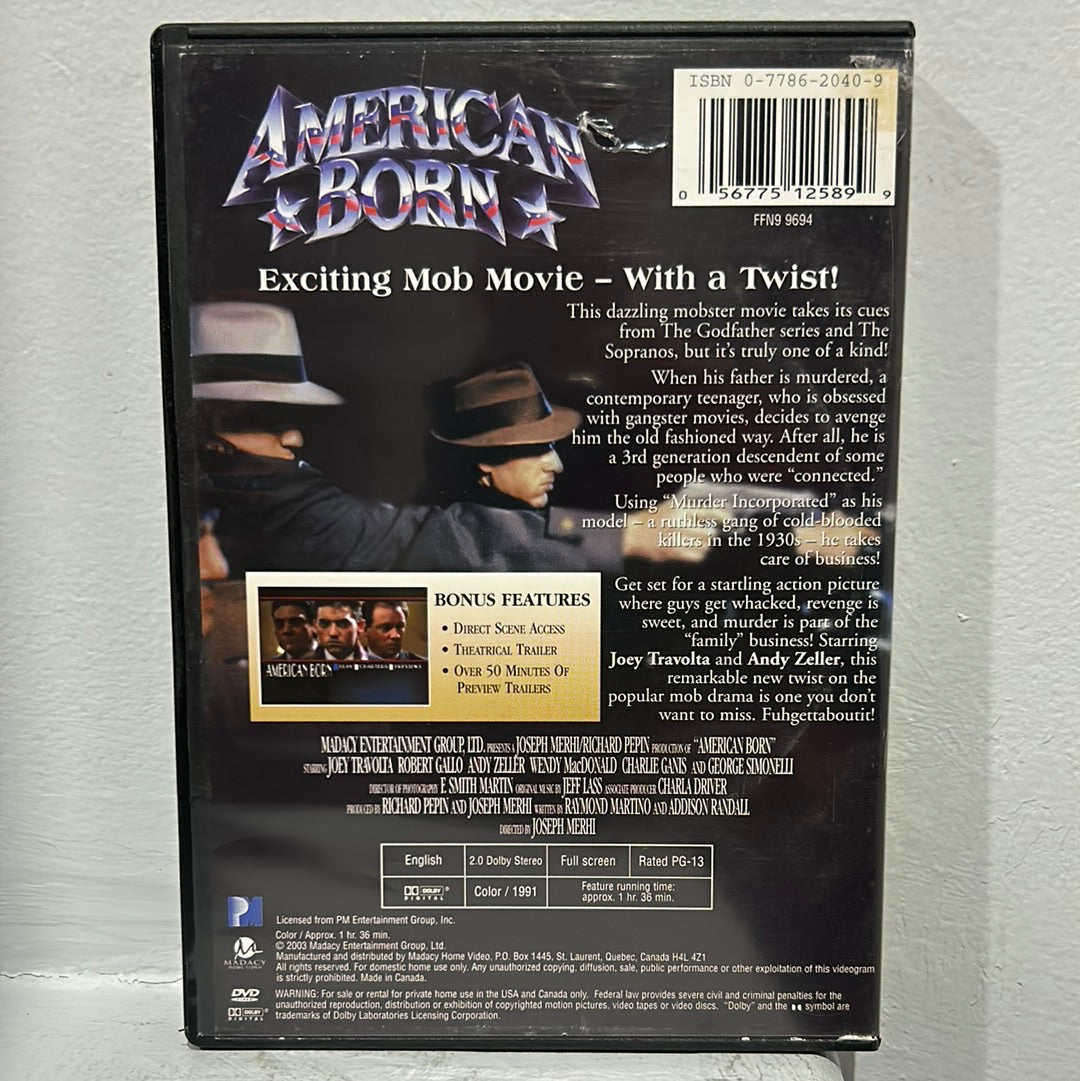 AMERICAN
BORN
ISBN 0-7786-2040-9
0 56775 12589 9
FFN9 9694
Exciting Mob Movie – With a Twist!
This dazzling mobster movie takes its cues
from The Godfather series and The
Sopranos, but it's truly one of a kind!
When his father is murdered, a
contemporary teenager, who is obsessed
with gangster movies, decides to avenge
him the old fashioned way. After all, he is
a 3rd generation descendent of some
people who were “connected.”
Using “Murder Incorporated” as his
model – a ruthless gang of cold-blooded
killers in the 1930s – he takes
care of business!
Get set for a startling action picture
where guys get whacked, revenge is
sweet, and murder is part of the
“family” business! Starring
Joey Travolta and Andy Zeller, this
remarkable new twist on the
popular mob drama is one you don't
want to miss. Fuhgettaboutit!
BONUS FEATURES
• DIRECT SCENE ACCESS
• THEATRICAL TRAILER
• OVER 50 MINUTES OF
PREVIEW TRAILERS
AMERICAN BORN PLAY CHAPTERS PREVIEWS
MADACY ENTERTAINMENT GROUP, LTD. PRESENTS A JOSEPH MERHI/RICHARD PEPIN PRODUCTION OF “AMERICAN BORN”
STARRING JOEY TRAVOLTA ROBERT GALLO ANDY ZELLER WENDY MacDONALD CHARLIE GANIS AND GEORGE SIMONELLI
DIRECTOR OF PHOTOGRAPHY E SMITH MARTIN ORIGINAL MUSIC BY JEFF LASS ASSOCIATE PRODUCER CHARLA DRIVER
PRODUCED BY RICHARD PEPIN AND JOSEPH MERHI WRITTEN BY RAYMOND MARTINO AND ADDISON RANDALL
DIRECTED BY JOSEPH MERHI
English 2.0 Dolby Stereo Full screen Rated PG-13
DOLBY DIGITAL Color / 1991 Feature running time:
approx. 1 hr. 36 min.
PM
Licensed from PM Entertainment Group, Inc.
Color / Approx. 1 hr. 36 min.
© 2003 Madacy Entertainment Group, Ltd.
Manufactured and distributed by Madacy Home Video, P.O. Box 1445, St. Laurent, Quebec, Canada H4L 4Z1
All rights reserved. For domestic home use only. Any unauthorized copying, diffusion, sale, public performance or other exploitation of this videogram
is strictly prohibited. Made in Canada.
MADACY
HOME VIDEO
DVD
VIDEO
DOLBY
DIGITAL
WARNING: For sale or rental for private home use in the USA and Canada only. Federal law provides severe civil and criminal penalties for the
unauthorized reproduction, distribution or exhibition of copyrighted motion pictures, video tapes or video discs. "Dolby" and the symbol are
trademarks of Dolby Laboratories Licensing Corporation.